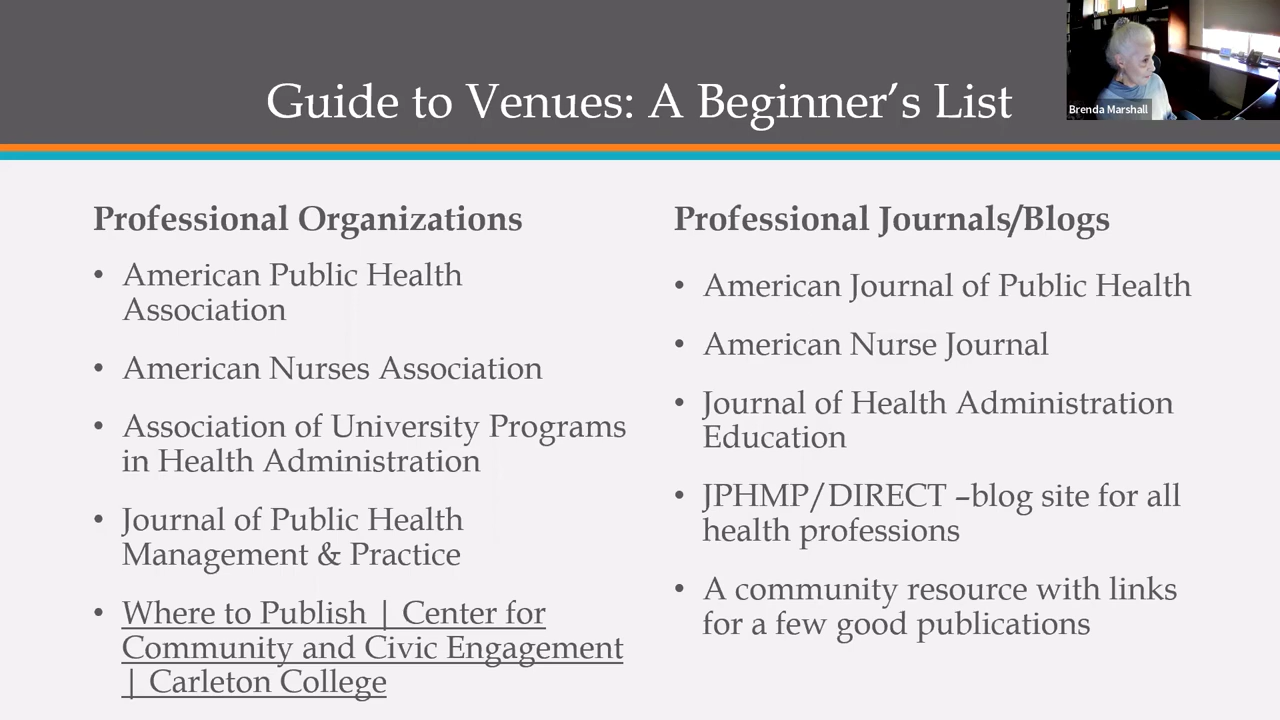 Guide to Venues: A Beginner's List
Brenda Marshall
Professional Organizations
• American Public Health
Association
• American Nurses Association
• Association of University Programs
in Health Administration
• Journal of Public Health
Management & Practice
• Where to Publish | Center for
Community and Civic Engagement
| Carleton College
Professional Journals/Blogs
• American Journal of Public Health
• American Nurse Journal
• Journal of Health Administration
Education
• JPHMP/DIRECT –blog site for all
health professions
• A community resource with links
for a few good publications